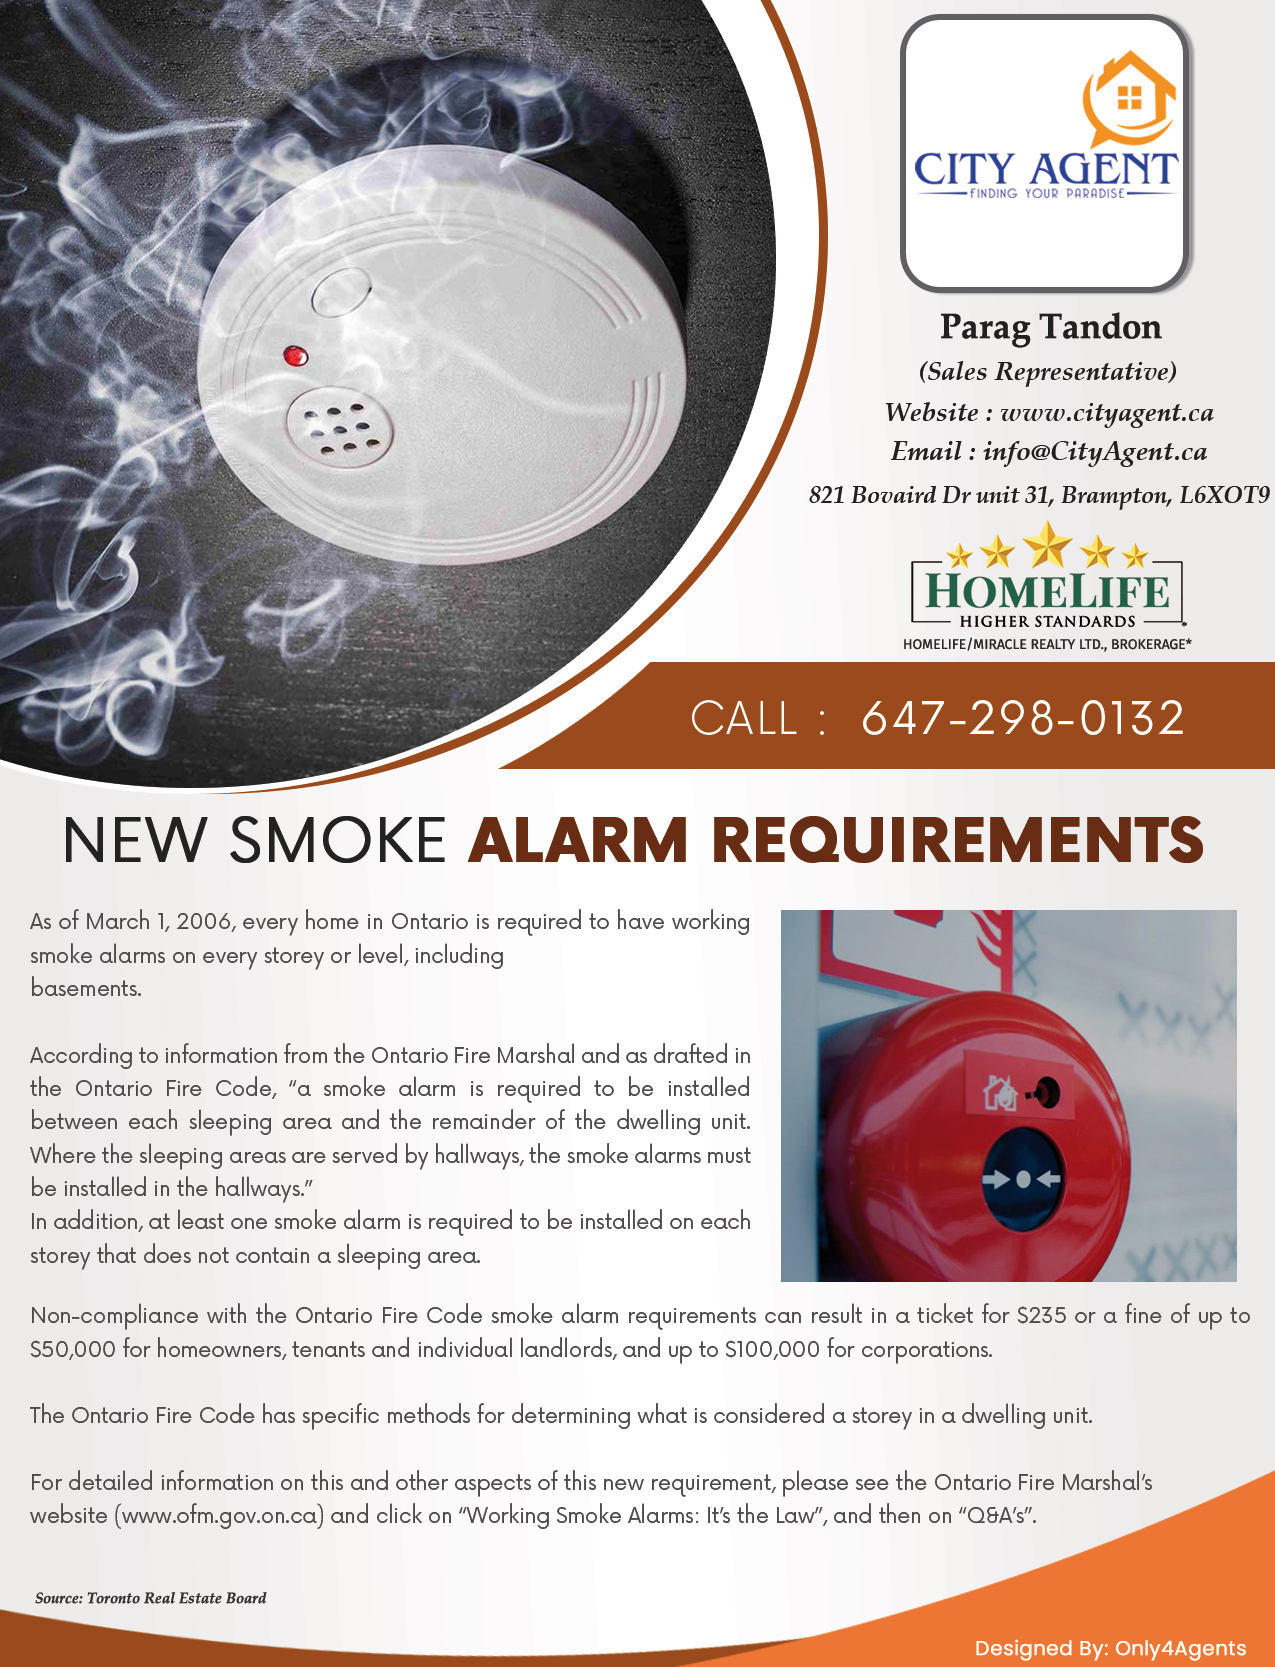 CITY AGENT
FINDING YOUR PARADISE
Parag Tandon
(Sales Representative)
Website : www.cityagent.ca
Email : info@CityAgent.ca
821 Bovaird Dr unit 31, Brampton, L6XOT9
HOMELIFE
HIGHER STANDARDS
HOMELIFE/MIRACLE REALTY LTD., BROKERAGE*
CALL : 647-298-0132
NEW SMOKE ALARM REQUIREMENTS
As of March 1, 2006, every home in Ontario is required to have working
smoke alarms on every storey or level, including
basements.
According to information from the Ontario Fire Marshal and as drafted in
the Ontario Fire Code, “a smoke alarm is required to be installed
between each sleeping area and the remainder of the dwelling unit.
Where the sleeping areas are served by hallways, the smoke alarms must
be installed in the hallways.”
In addition, at least one smoke alarm is required to be installed on each
storey that does not contain a sleeping area.
Non-compliance with the Ontario Fire Code smoke alarm requirements can result in a ticket for $235 or a fine of up to
$50,000 for homeowners, tenants and individual landlords, and up to $100,000 for corporations.
The Ontario Fire Code has specific methods for determining what is considered a storey in a dwelling unit.
For detailed information on this and other aspects of this new requirement, please see the Ontario Fire Marshal’s
website (www.ofm.gov.on.ca) and click on “Working Smoke Alarms: It’s the Law”, and then on “Q&A’s”.
Source: Toronto Real Estate Board
Designed By: Only4Agents